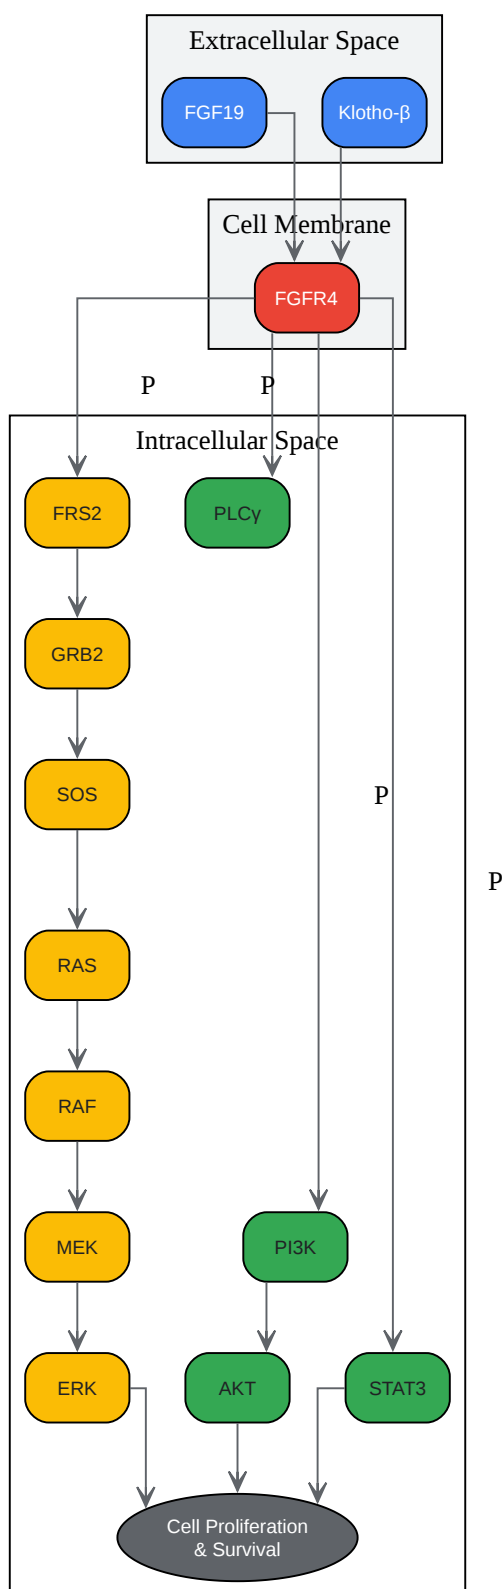 Extracellular Space
FGF19
Klotho-β
Cell Membrane
FGFR4
P
P
Intracellular Space
FRS2
PLCγ
GRB2
SOS
P
P
RAS
RAF
MEK
PI3K
ERK
AKT
STAT3
Cell Proliferation
& Survival